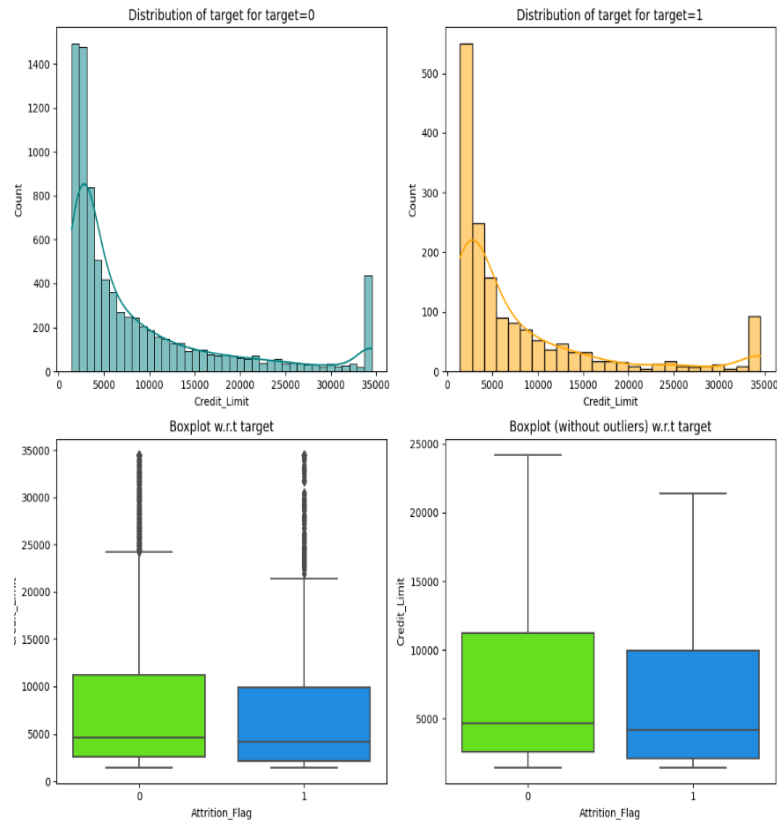 Distribution of target for target=0
Distribution of target for target=1
1400
1200
1000
800
600
400
200
0
Count
0 5000 10000 15000 20000 25000 30000 35000
Credit_Limit
500
400
300
200
100
0
Count
0 5000 10000 15000 20000 25000 30000 35000
Credit_Limit
Boxplot w.r.t target
Boxplot (without outliers) w.r.t target
35000
30000
25000
20000
15000
10000
5000
0
0 1
Attrition_Flag
25000
20000
15000
10000
5000
Credit_Limit
0 1
Attrition_Flag